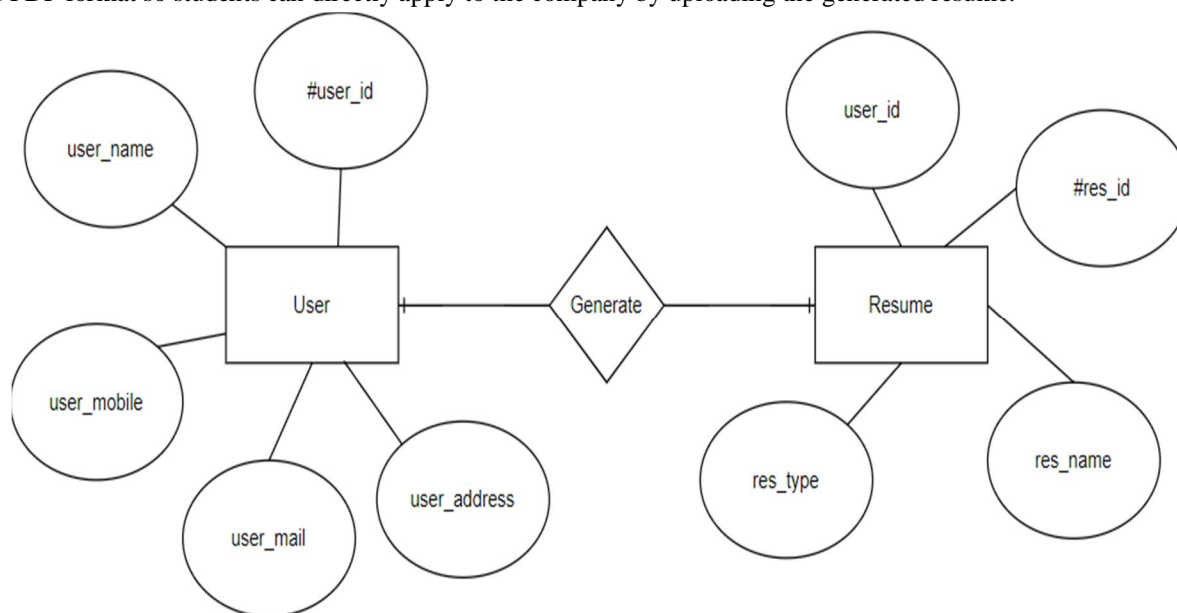 PDF format so students can directly apply to the company by uploading the generated resume.
#user_id
user_id
user_name
#res_id
User
Generate
Resume
user_mobile
res_type
res_name
user_address
user_mail